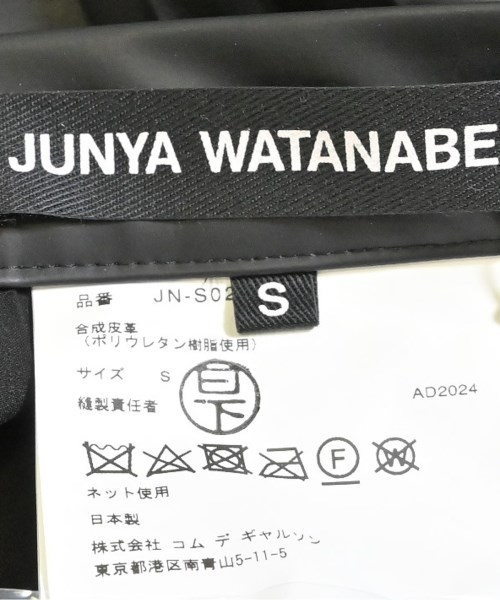 JUNYA WATANABE
S
品番 JN-S02
合成皮革
(ポリウレタン樹脂使用)
サイズ S
縫製責任者 日下
AD2024
F
W
ネット使用
日本製
株式会社 コム デ ギャルソン
東京都港区南青山5-11-5